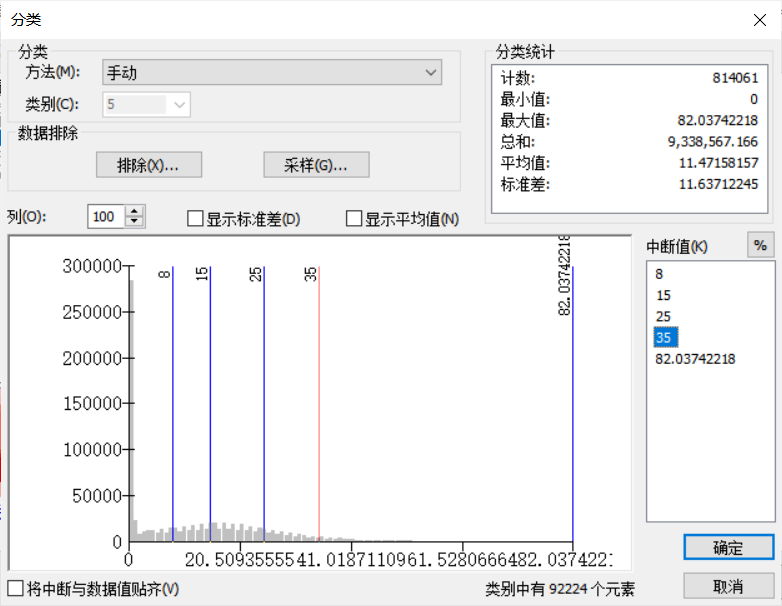 分类
分类
方法(M):
手动
类别(C):
5
数据排除
排除(X)...
采样(G)...
分类统计
计数:
814061
最小值:
0
最大值:
82.03742218
总和:
9,338,567.166
平均值:
11.47158157
标准差:
11.63712245
列(O):
100
显示标准差(D)
显示平均值(N)
中断值(K)
%
8
15
25
35
82.03742218
300000
250000
200000
150000
100000
50000
0
8
15
25
35
82.03742218
0
20.50935555
41.01871109
61.52806664
82.03742218
将中断与数据值贴齐(V)
类别中有 92224 个元素
确定
取消